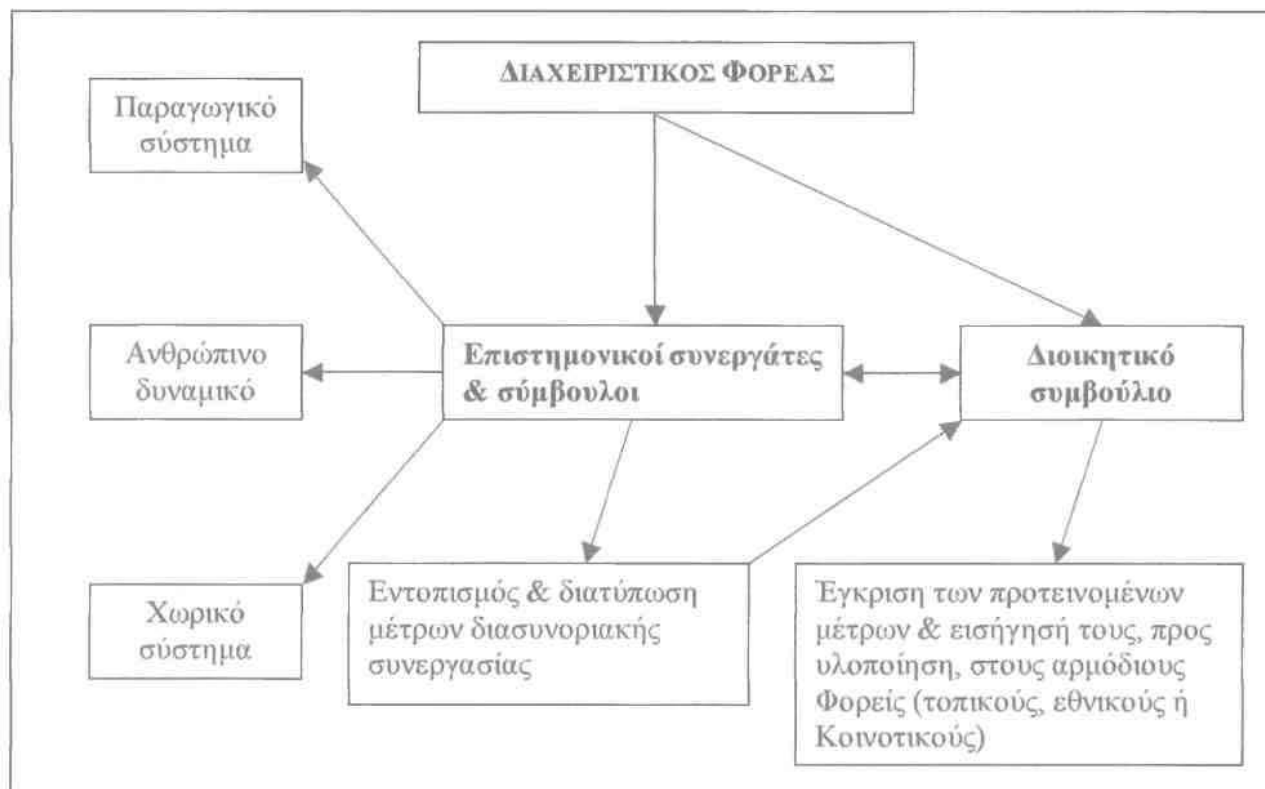 ΔΙΑΧΕΙΡΙΣΤΙΚΟΣ ΦΟΡΕΑΣ
Παραγωγικό
σύστημα
Ανθρώπινο
δυναμικό
Επιστημονικοί συνεργάτες
& σύμβουλοι
Διοικητικό
συμβούλιο
Χωρικό
σύστημα
Εντοπισμός & διατύπωση
μέτρων διασυνοριακής
συνεργασίας
Έγκριση των προτεινομένων
μέτρων & εισήγησή τους, προς
υλοποίηση, στους αρμόδιους
Φορείς (τοπικούς, εθνικούς ή
Κοινοτικούς)